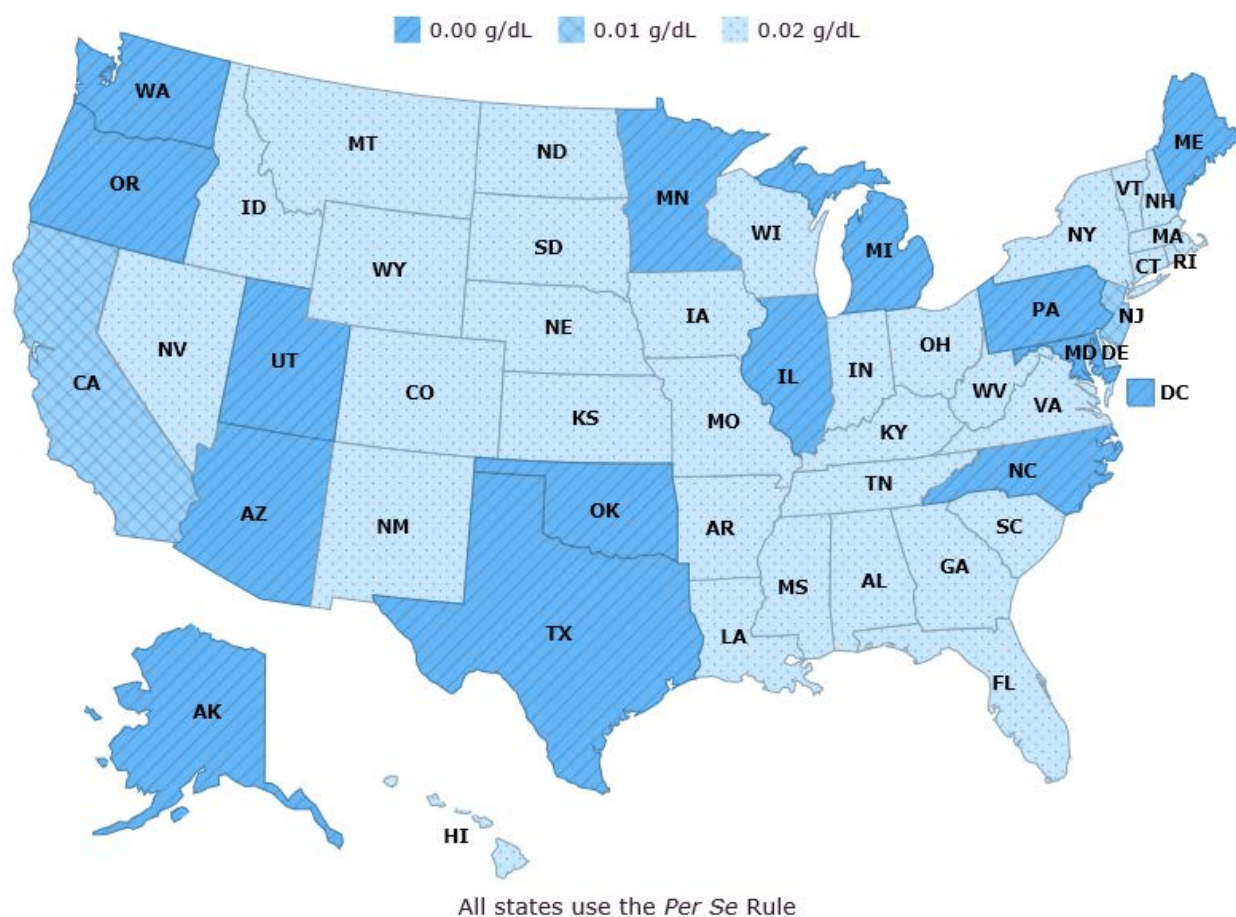 0.00 g/dL 0.01 g/dL 0.02 g/dL
WA
ME
MT
ND
VT
OR
MN
NH
ID
WI
NY
MA
SD
MI
CT
RI
WY
PA
NJ
IA
NE
OH
NV
UT
MD
DE
IN
IL
CA
CO
WV
DC
VA
KS
MO
KY
NC
TN
AZ
OK
NM
AR
SC
GA
MS
AL
TX
LA
FL
AK
HI
All states use the Per Se Rule